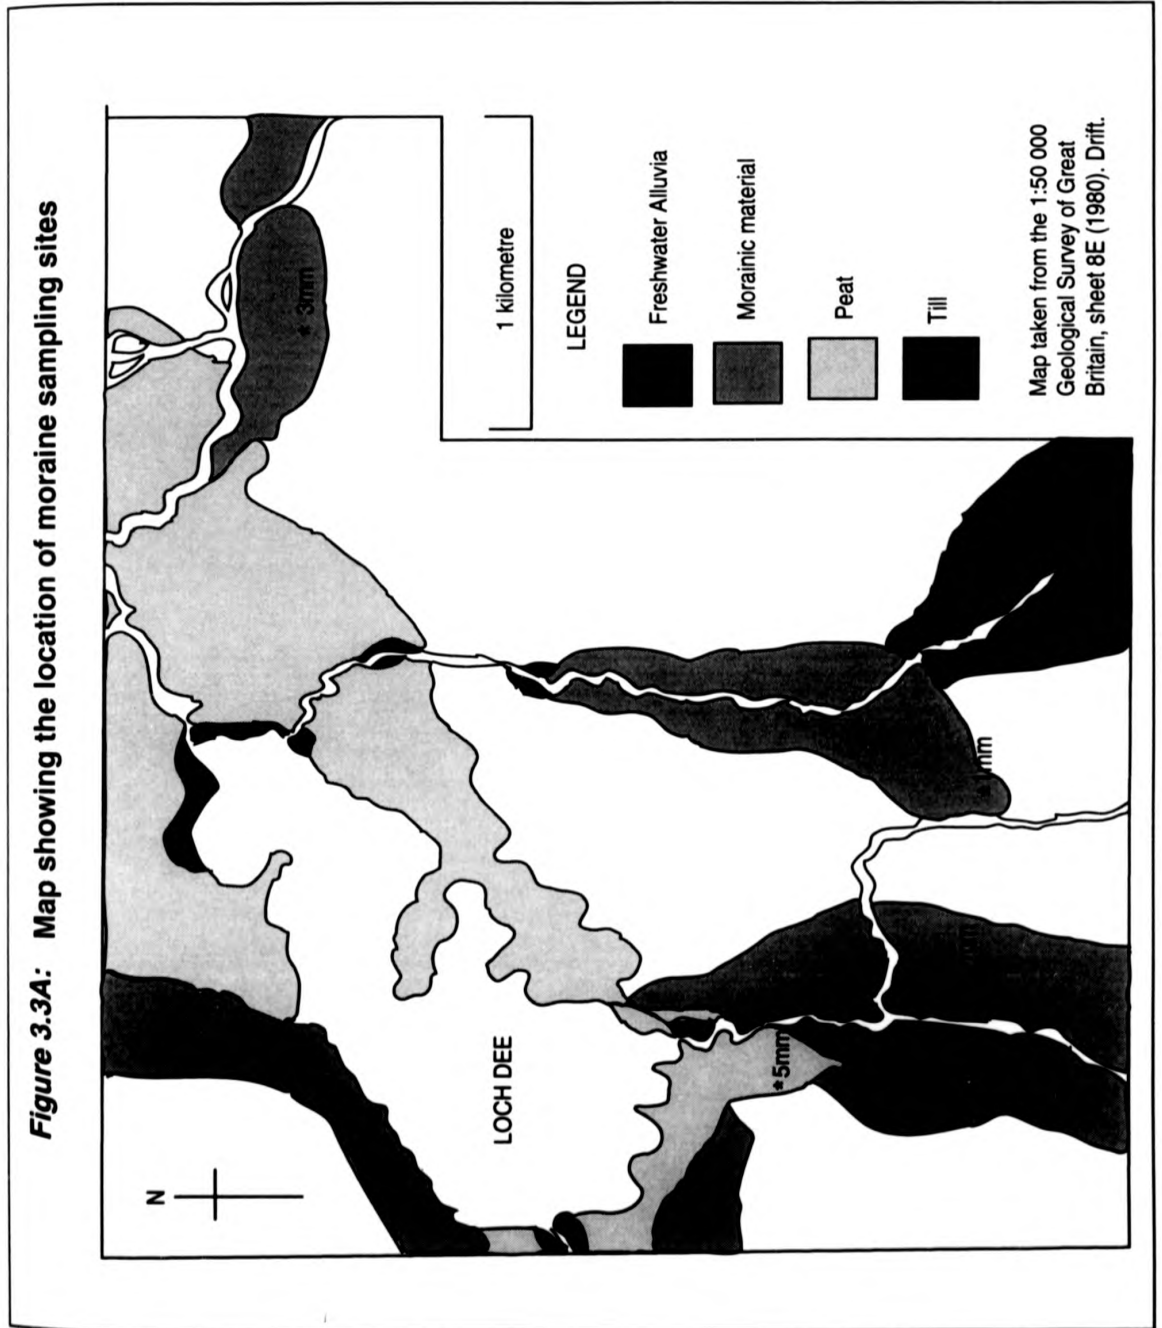 Figure 3.3A: Map showing the location of moraine sampling sites
N
* 3mm
LOCH DEE
*5mm
mm
1 kilometre
LEGEND
Freshwater Alluvia
Morainic material
Peat
Till
Map taken from the 1:50 000
Geological Survey of Great
Britain, sheet 8E (1980). Drift.